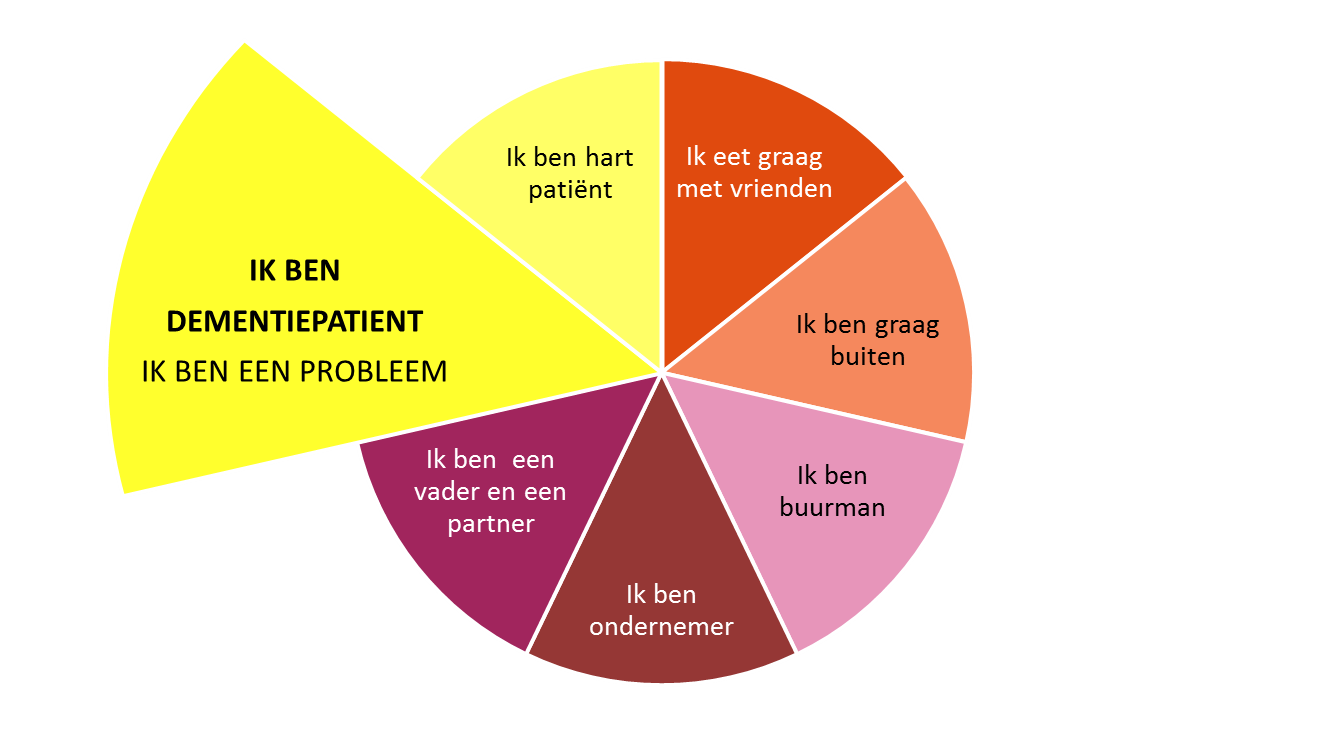 Ik ben hart
patiënt
Ik eet graag
met vrienden
IK BEN
DEMENTIEPATIENT
IK BEN EEN PROBLEEM
Ik ben graag
buiten
Ik ben een
vader en een
partner
Ik ben
buurman
Ik ben
ondernemer